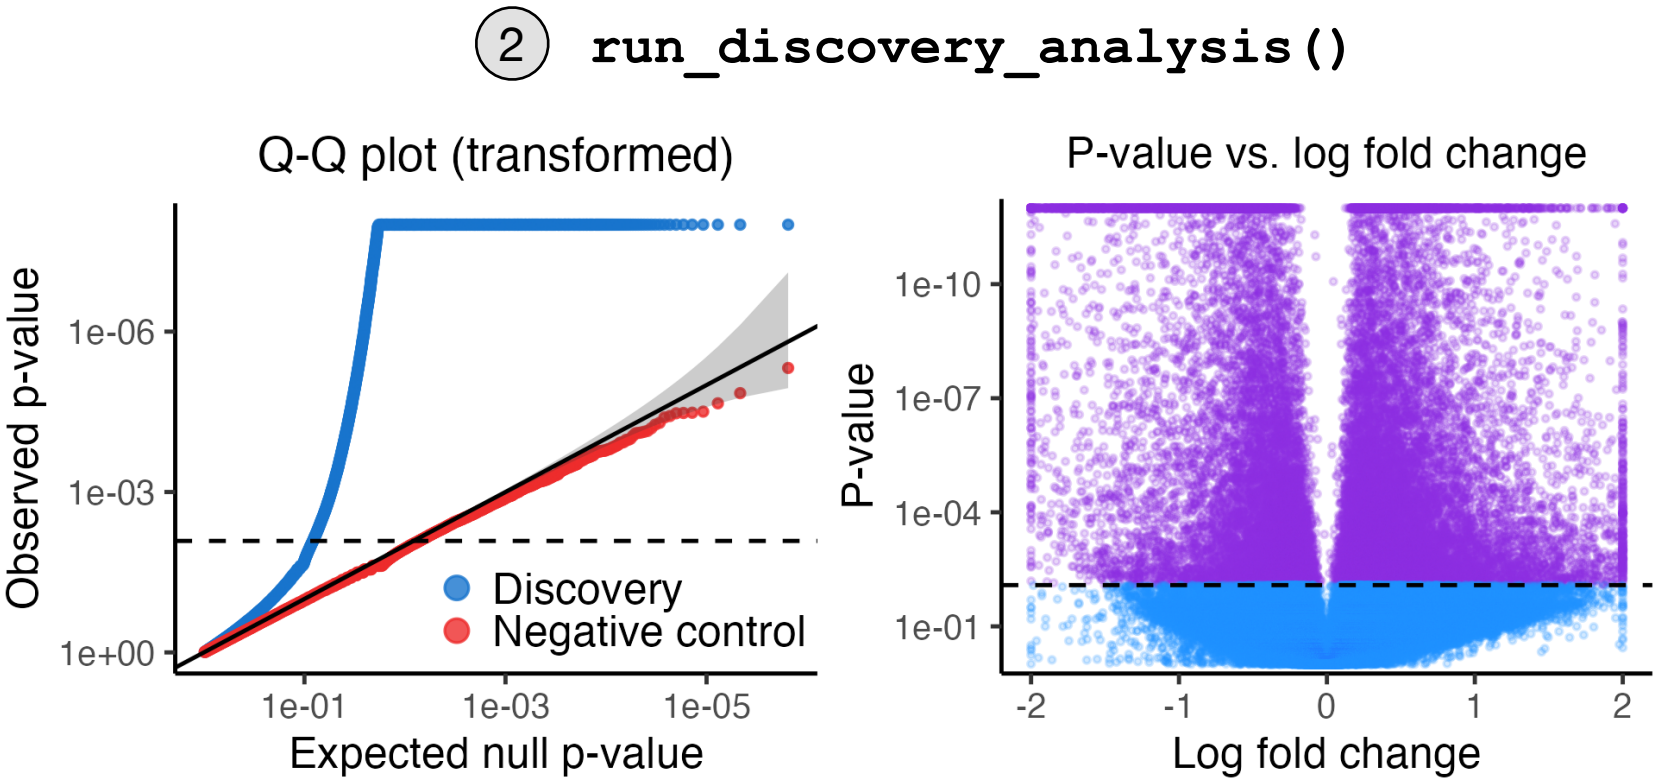 2 run_discovery_analysis()
Q-Q plot (transformed)
Observed p-value
1e-06
1e-03
1e+00
Discovery
Negative control
1e-01 1e-03 1e-05
Expected null p-value
P-value vs. log fold change
P-value
1e-10
1e-07
1e-04
1e-01
-2 -1 0 1 2
Log fold change